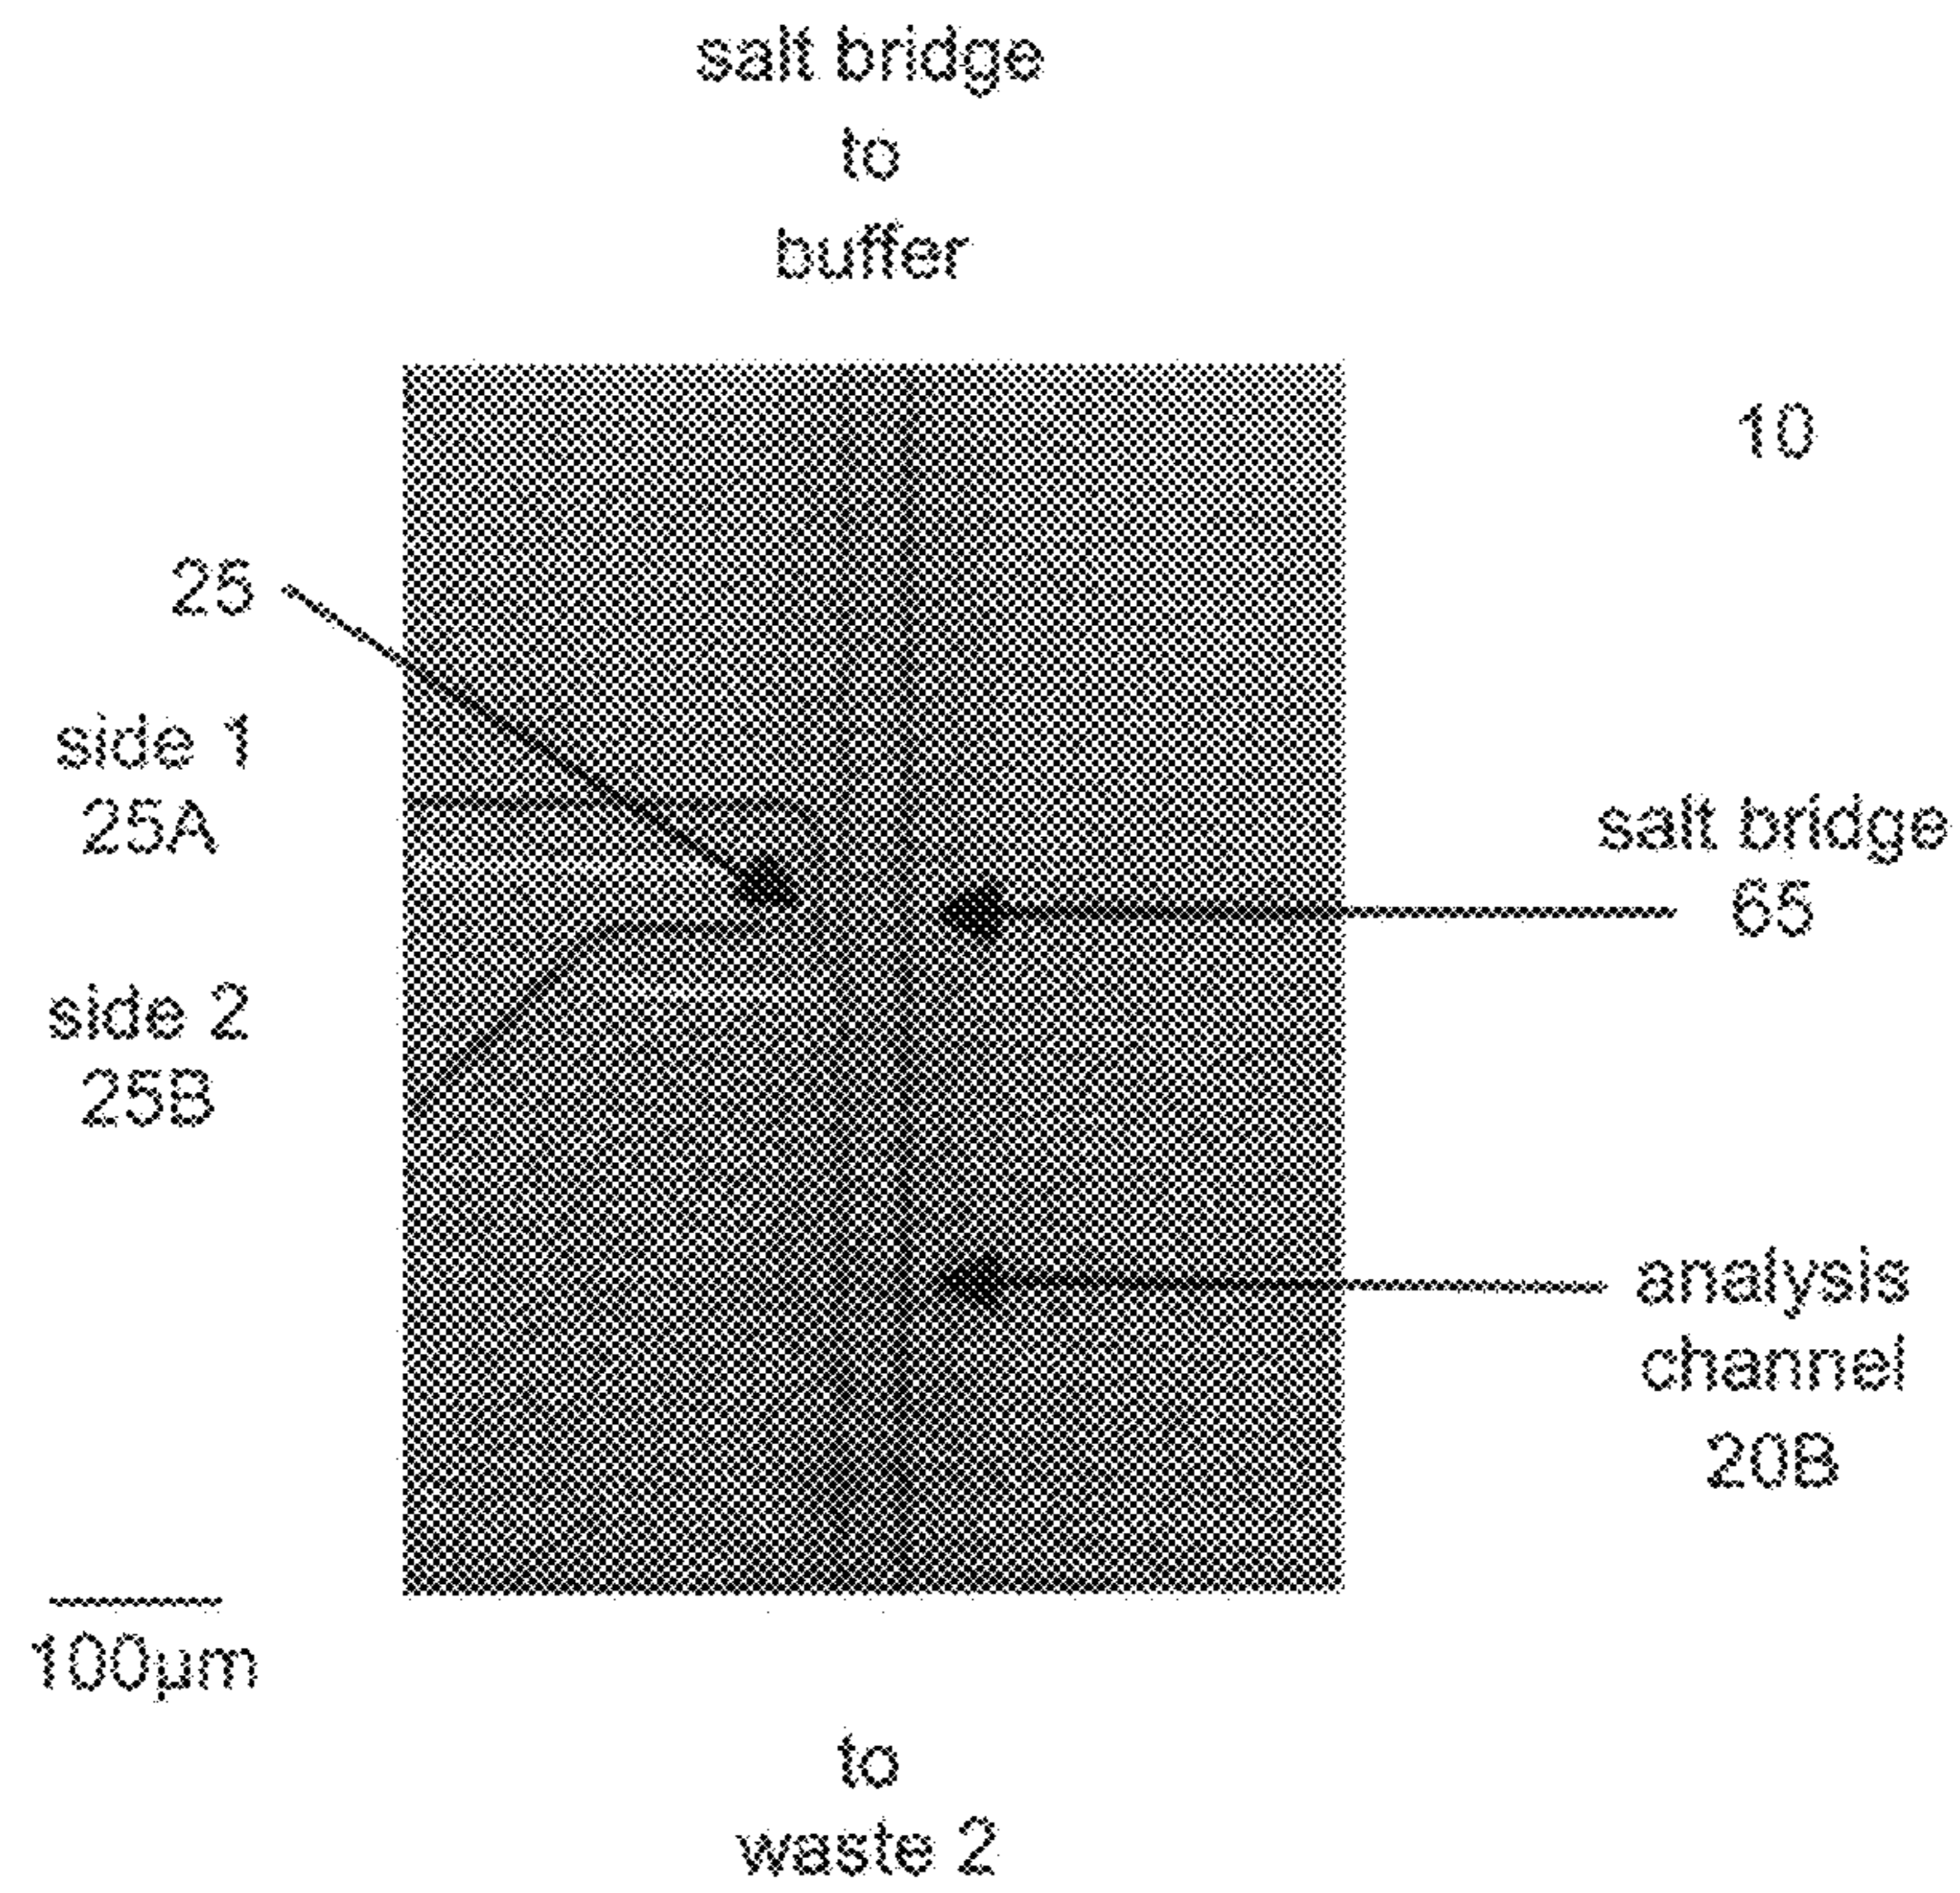 salt bridge
to
buffer
10
25
side 1
25A
salt bridge
65
side 2
25B
analysis
channel
20B
100µm
to
waste 2